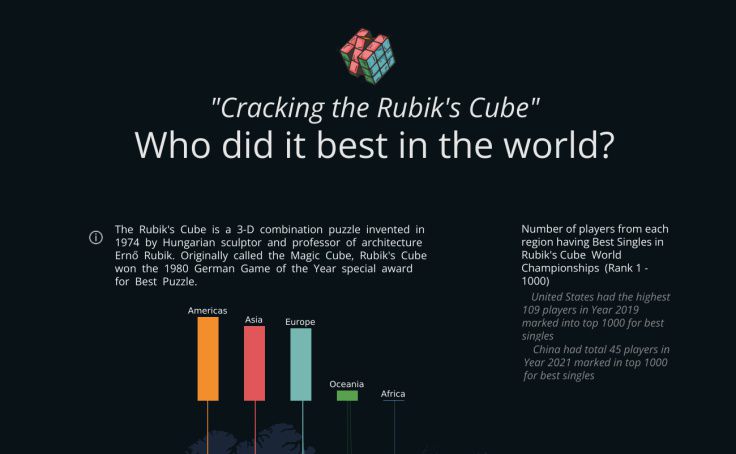 "Cracking the Rubik's Cube"
Who did it best in the world?
The Rubik's Cube is a 3-D combination puzzle invented in
1974 by Hungarian sculptor and professor of architecture
Ernő Rubik. Originally called the Magic Cube, Rubik's Cube
won the 1980 German Game of the Year special award
for Best Puzzle.
Number of players from each
region having Best Singles in
Rubik's Cube World
Championships (Rank 1 -
1000)
United States had the highest
109 players in Year 2019
marked into top 1000 for best
singles
China had total 45 players in
Year 2021 marked in top 1000
for best singles
Americas
Asia
Europe
Oceania
Africa